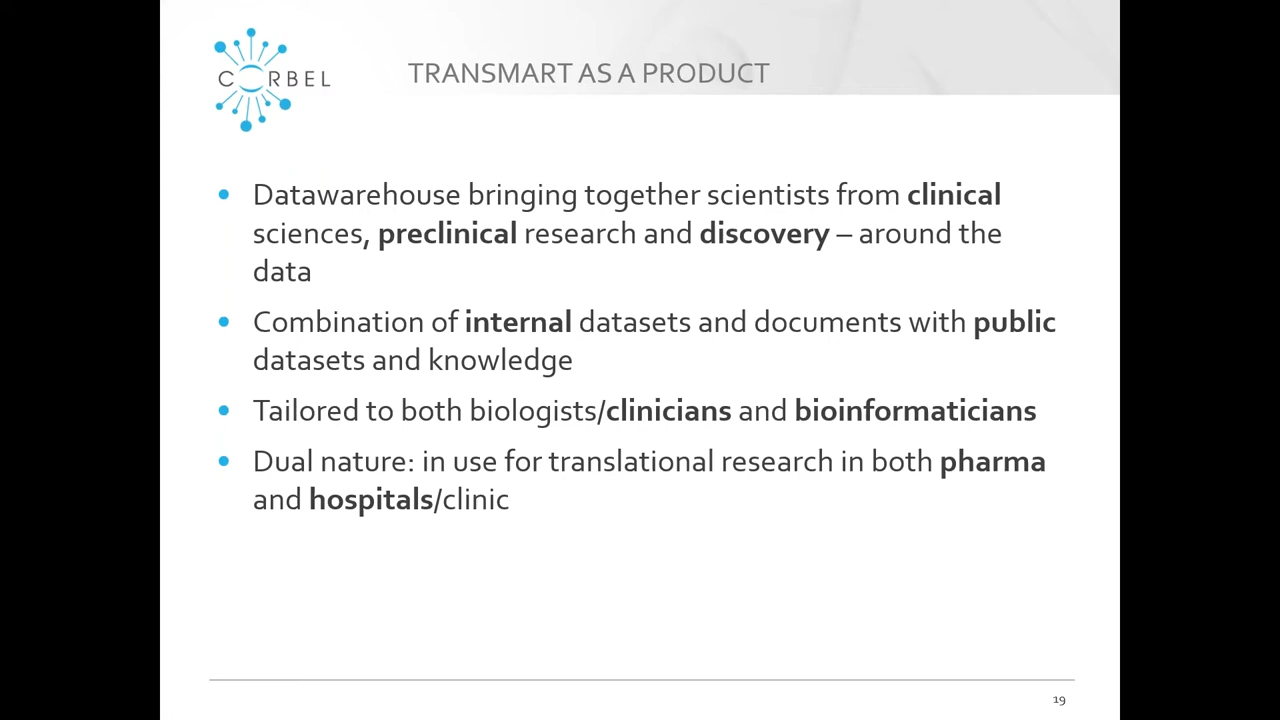 CORBEL
TRANSMART AS A PRODUCT
• Datawarehouse bringing together scientists from clinical
sciences, preclinical research and discovery – around the
data
• Combination of internal datasets and documents with public
datasets and knowledge
• Tailored to both biologists/clinicians and bioinformaticians
• Dual nature: in use for translational research in both pharma
and hospitals/clinic
19